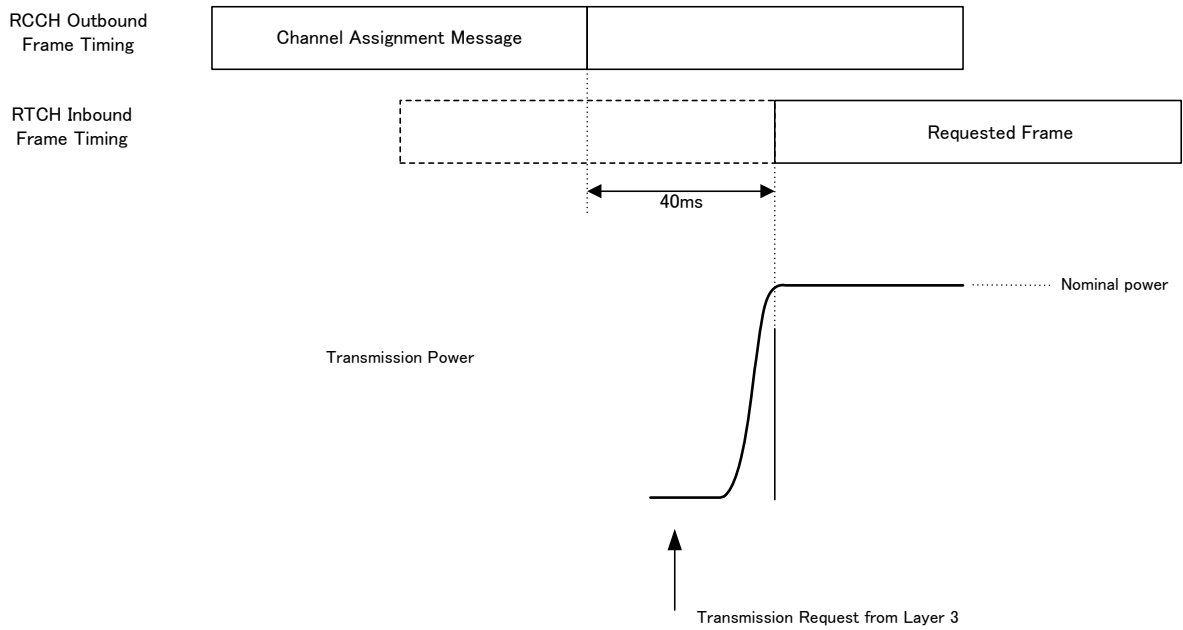 RCCH Outbound
Frame Timing
Channel Assignment Message
RTCH Inbound
Frame Timing
Requested Frame
40ms
Nominal power
Transmission Power
Transmission Request from Layer 3